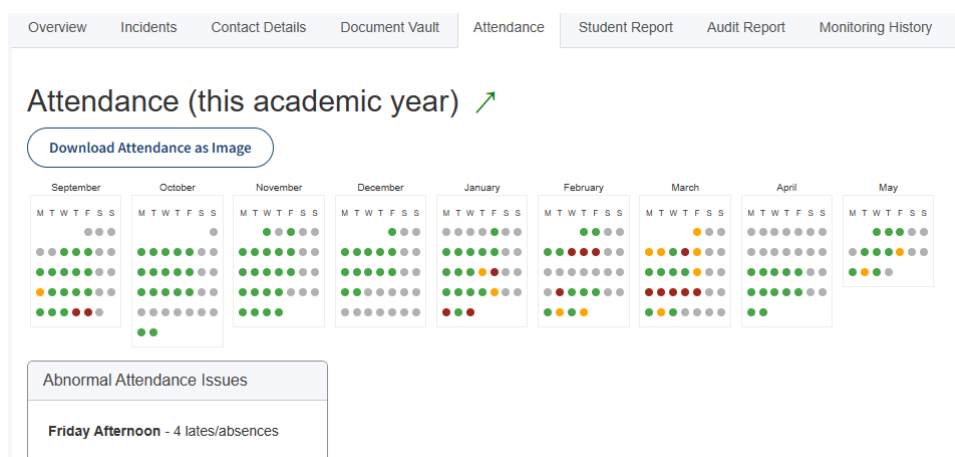 Overview Incidents Contact Details Document Vault Attendance Student Report Audit Report Monitoring History
Attendance (this academic year)
Download Attendance as Image
September October November December January February March April May
M T W T F S S M T W T F S S M T W T F S S M T W T F S S M T W T F S S M T W T F S S M T W T F S S M T W T F S S M T W T F S S
Abnormal Attendance Issues
Friday Afternoon - 4 lates/absences